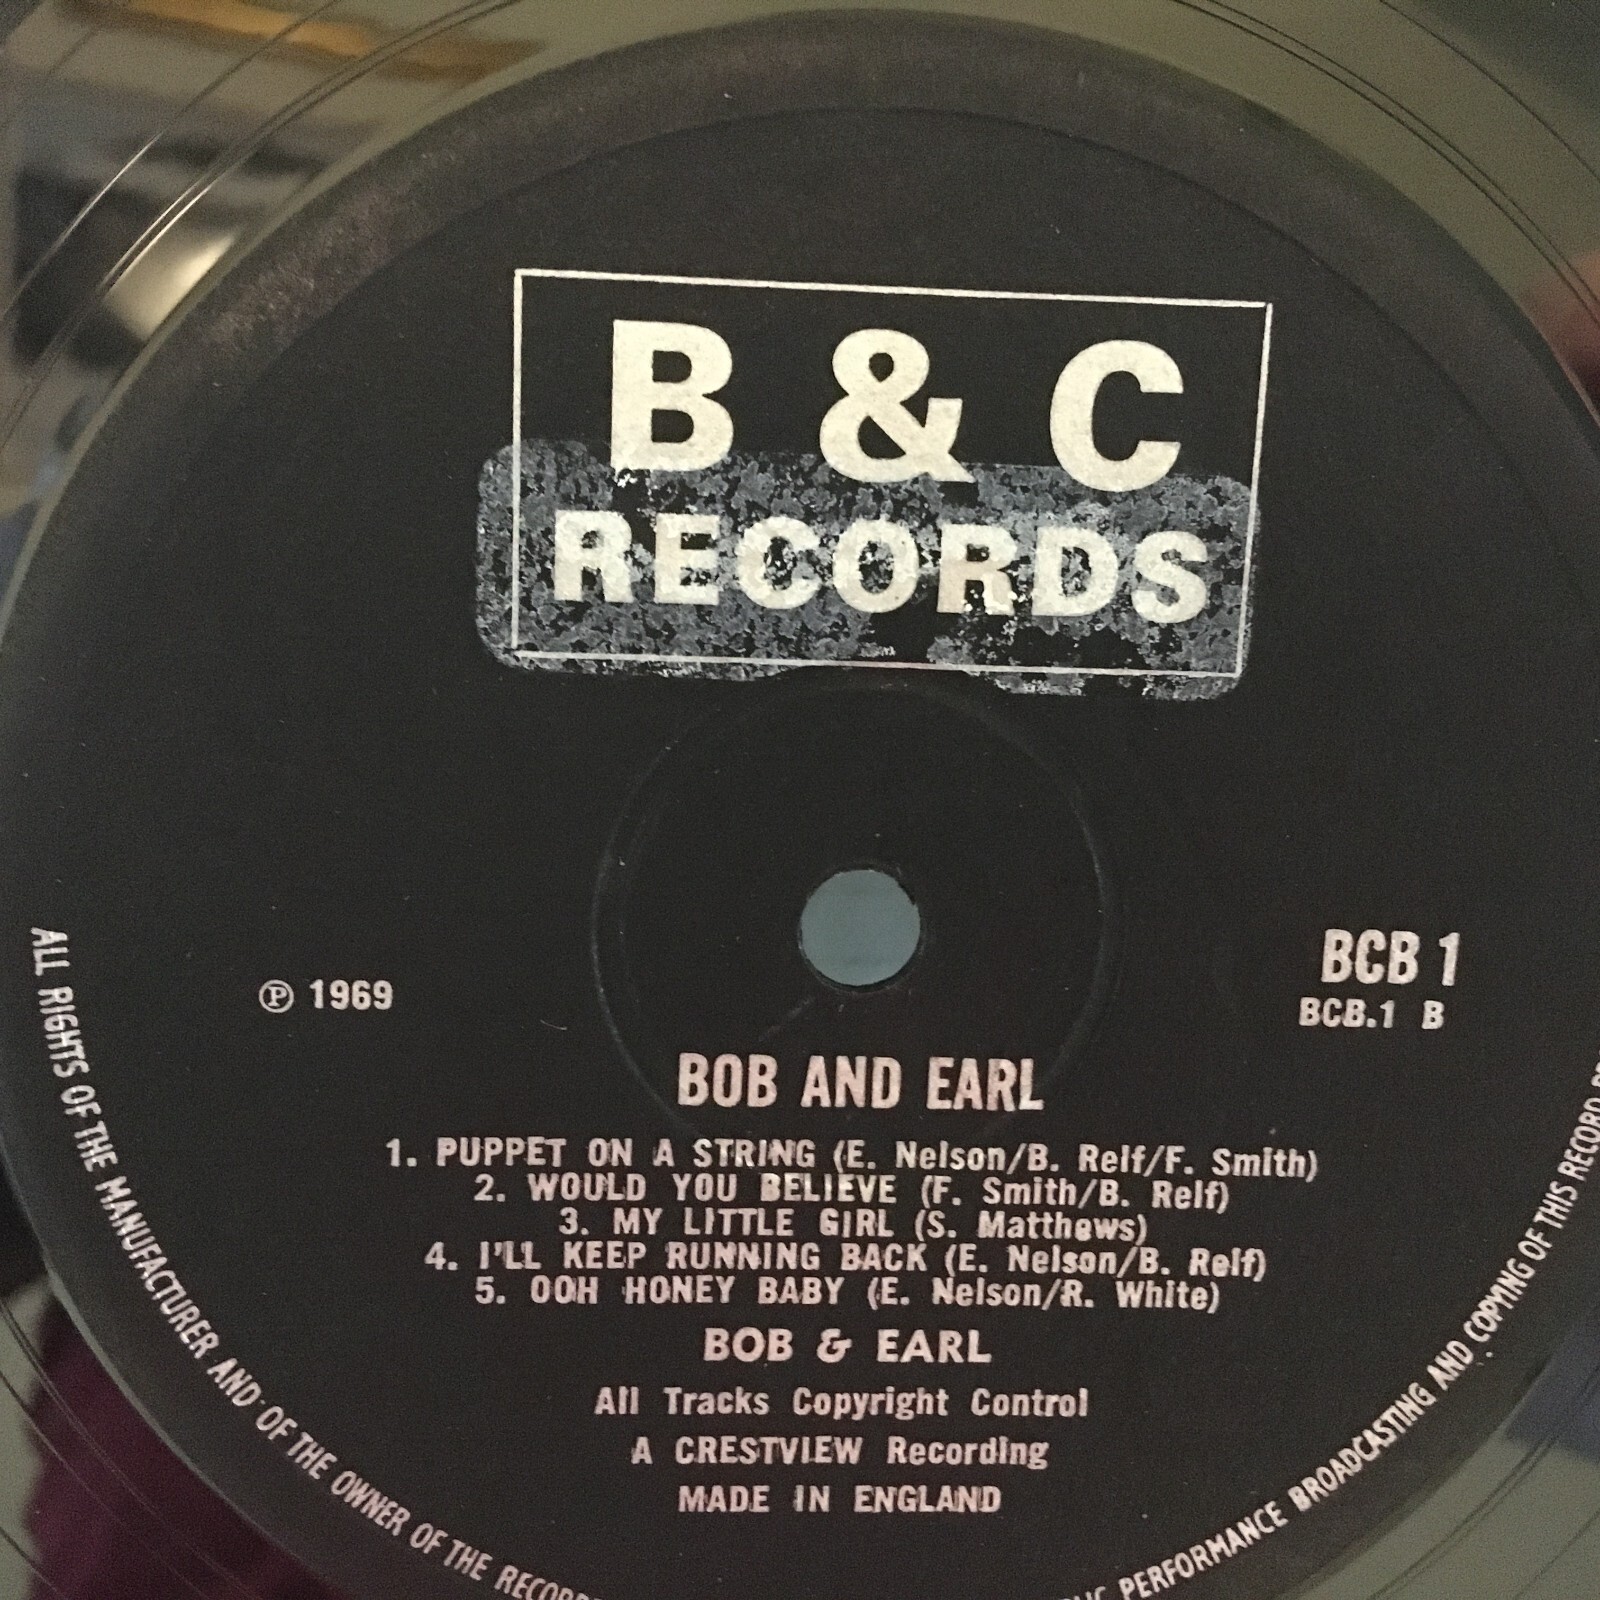 B & C
RECORDS
℗ 1969
BCB 1
BCB.1 B
BOB AND EARL
1. PUPPET ON A STRING (E. Nelson/B. Relf/F. Smith)
2. WOULD YOU BELIEVE (F. Smith/B. Relf)
3. MY LITTLE GIRL (S. Matthews)
4. I'LL KEEP RUNNING BACK (E. Nelson/B. Relf)
5. OOH HONEY BABY (E. Nelson/R. White)
BOB & EARL
All Tracks Copyright Control
A CRESTVIEW Recording
MADE IN ENGLAND
ALL RIGHTS OF THE MANUFACTURER AND OF THE OWNER OF THE RECORD
PERFORMANCE BROADCASTING AND COPYING OF THIS RECORD